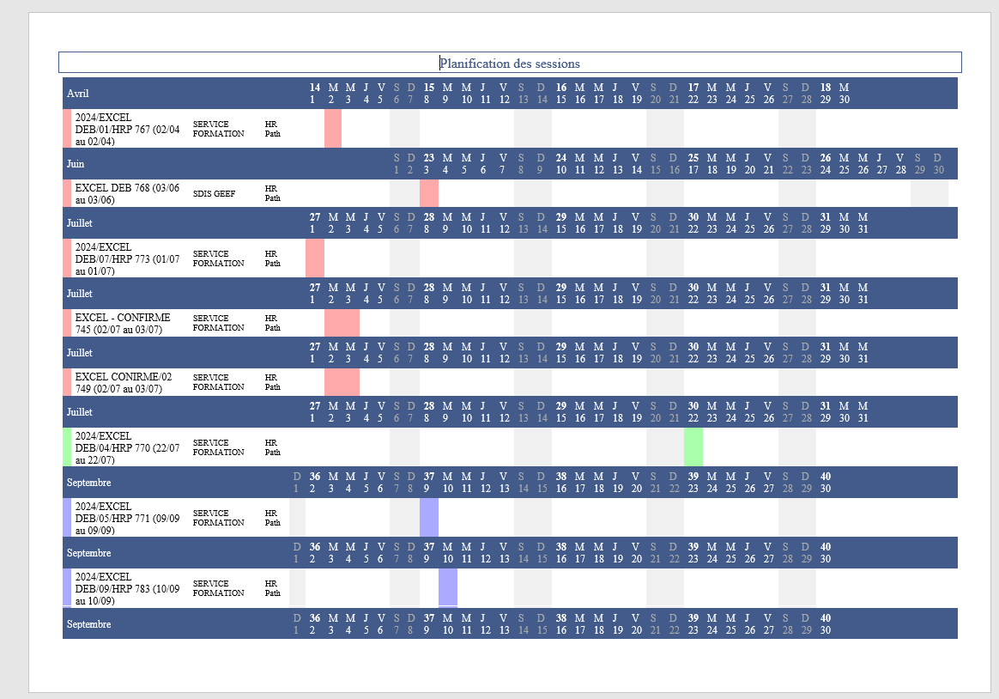 Planification des sessions
Avril 14 M M J V S D 15 M M J V S D 16 M M J V S D 17 M M J V S D 18 M
1 2 3 4 5 6 7 8 9 10 11 12 13 14 15 16 17 18 19 20 21 22 23 24 25 26 27 28 29 30
2024/EXCEL
DEB/01/HRP 767 (02/04
au 02/04)
SERVICE
FORMATION
HR
Path
Juin S D 23 M M J V S D 24 M M J V S D 25 M M J V S D 26 M M J V S D
1 2 3 4 5 6 7 8 9 10 11 12 13 14 15 16 17 18 19 20 21 22 23 24 25 26 27 28 29 30
EXCEL DEB 768 (03/06
au 03/06)
SDIS GEEF
HR
Path
Juillet 27 M M J V S D 28 M M J V S D 29 M M J V S D 30 M M J V S D 31 M M
1 2 3 4 5 6 7 8 9 10 11 12 13 14 15 16 17 18 19 20 21 22 23 24 25 26 27 28 29 30 31
2024/EXCEL
DEB/07/HRP 773 (01/07
au 01/07)
SERVICE
FORMATION
HR
Path
Juillet 27 M M J V S D 28 M M J V S D 29 M M J V S D 30 M M J V S D 31 M M
1 2 3 4 5 6 7 8 9 10 11 12 13 14 15 16 17 18 19 20 21 22 23 24 25 26 27 28 29 30 31
EXCEL - CONFIRME
745 (02/07 au 03/07)
SERVICE
FORMATION
HR
Path
Juillet 27 M M J V S D 28 M M J V S D 29 M M J V S D 30 M M J V S D 31 M M
1 2 3 4 5 6 7 8 9 10 11 12 13 14 15 16 17 18 19 20 21 22 23 24 25 26 27 28 29 30 31
EXCEL CONIRME/02
749 (02/07 au 03/07)
SERVICE
FORMATION
HR
Path
Juillet 27 M M J V S D 28 M M J V S D 29 M M J V S D 30 M M J V S D 31 M M
1 2 3 4 5 6 7 8 9 10 11 12 13 14 15 16 17 18 19 20 21 22 23 24 25 26 27 28 29 30 31
2024/EXCEL
DEB/04/HRP 770 (22/07
au 22/07)
SERVICE
FORMATION
HR
Path
Septembre D 36 M M J V S D 37 M M J V S D 38 M M J V S D 39 M M J V S D 40
1 2 3 4 5 6 7 8 9 10 11 12 13 14 15 16 17 18 19 20 21 22 23 24 25 26 27 28 29 30
2024/EXCEL
DEB/05/HRP 771 (09/09
au 09/09)
SERVICE
FORMATION
HR
Path
Septembre D 36 M M J V S D 37 M M J V S D 38 M M J V S D 39 M M J V S D 40
1 2 3 4 5 6 7 8 9 10 11 12 13 14 15 16 17 18 19 20 21 22 23 24 25 26 27 28 29 30
2024/EXCEL
DEB/09/HRP 783 (10/09
au 10/09)
SERVICE
FORMATION
HR
Path
Septembre D 36 M M J V S D 37 M M J V S D 38 M M J V S D 39 M M J V S D 40
1 2 3 4 5 6 7 8 9 10 11 12 13 14 15 16 17 18 19 20 21 22 23 24 25 26 27 28 29 30